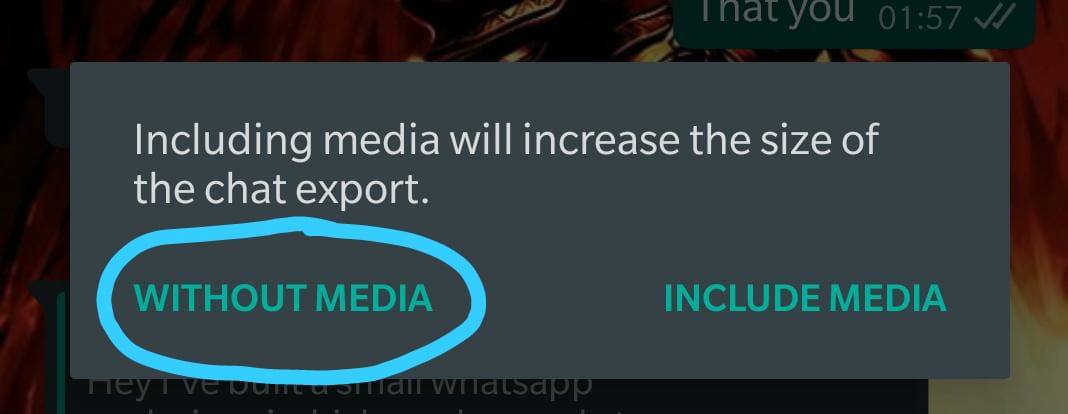 That you 01:57
Including media will increase the size of
the chat export.
WITHOUT MEDIA INCLUDE MEDIA
Hey I've built a small whatsapp